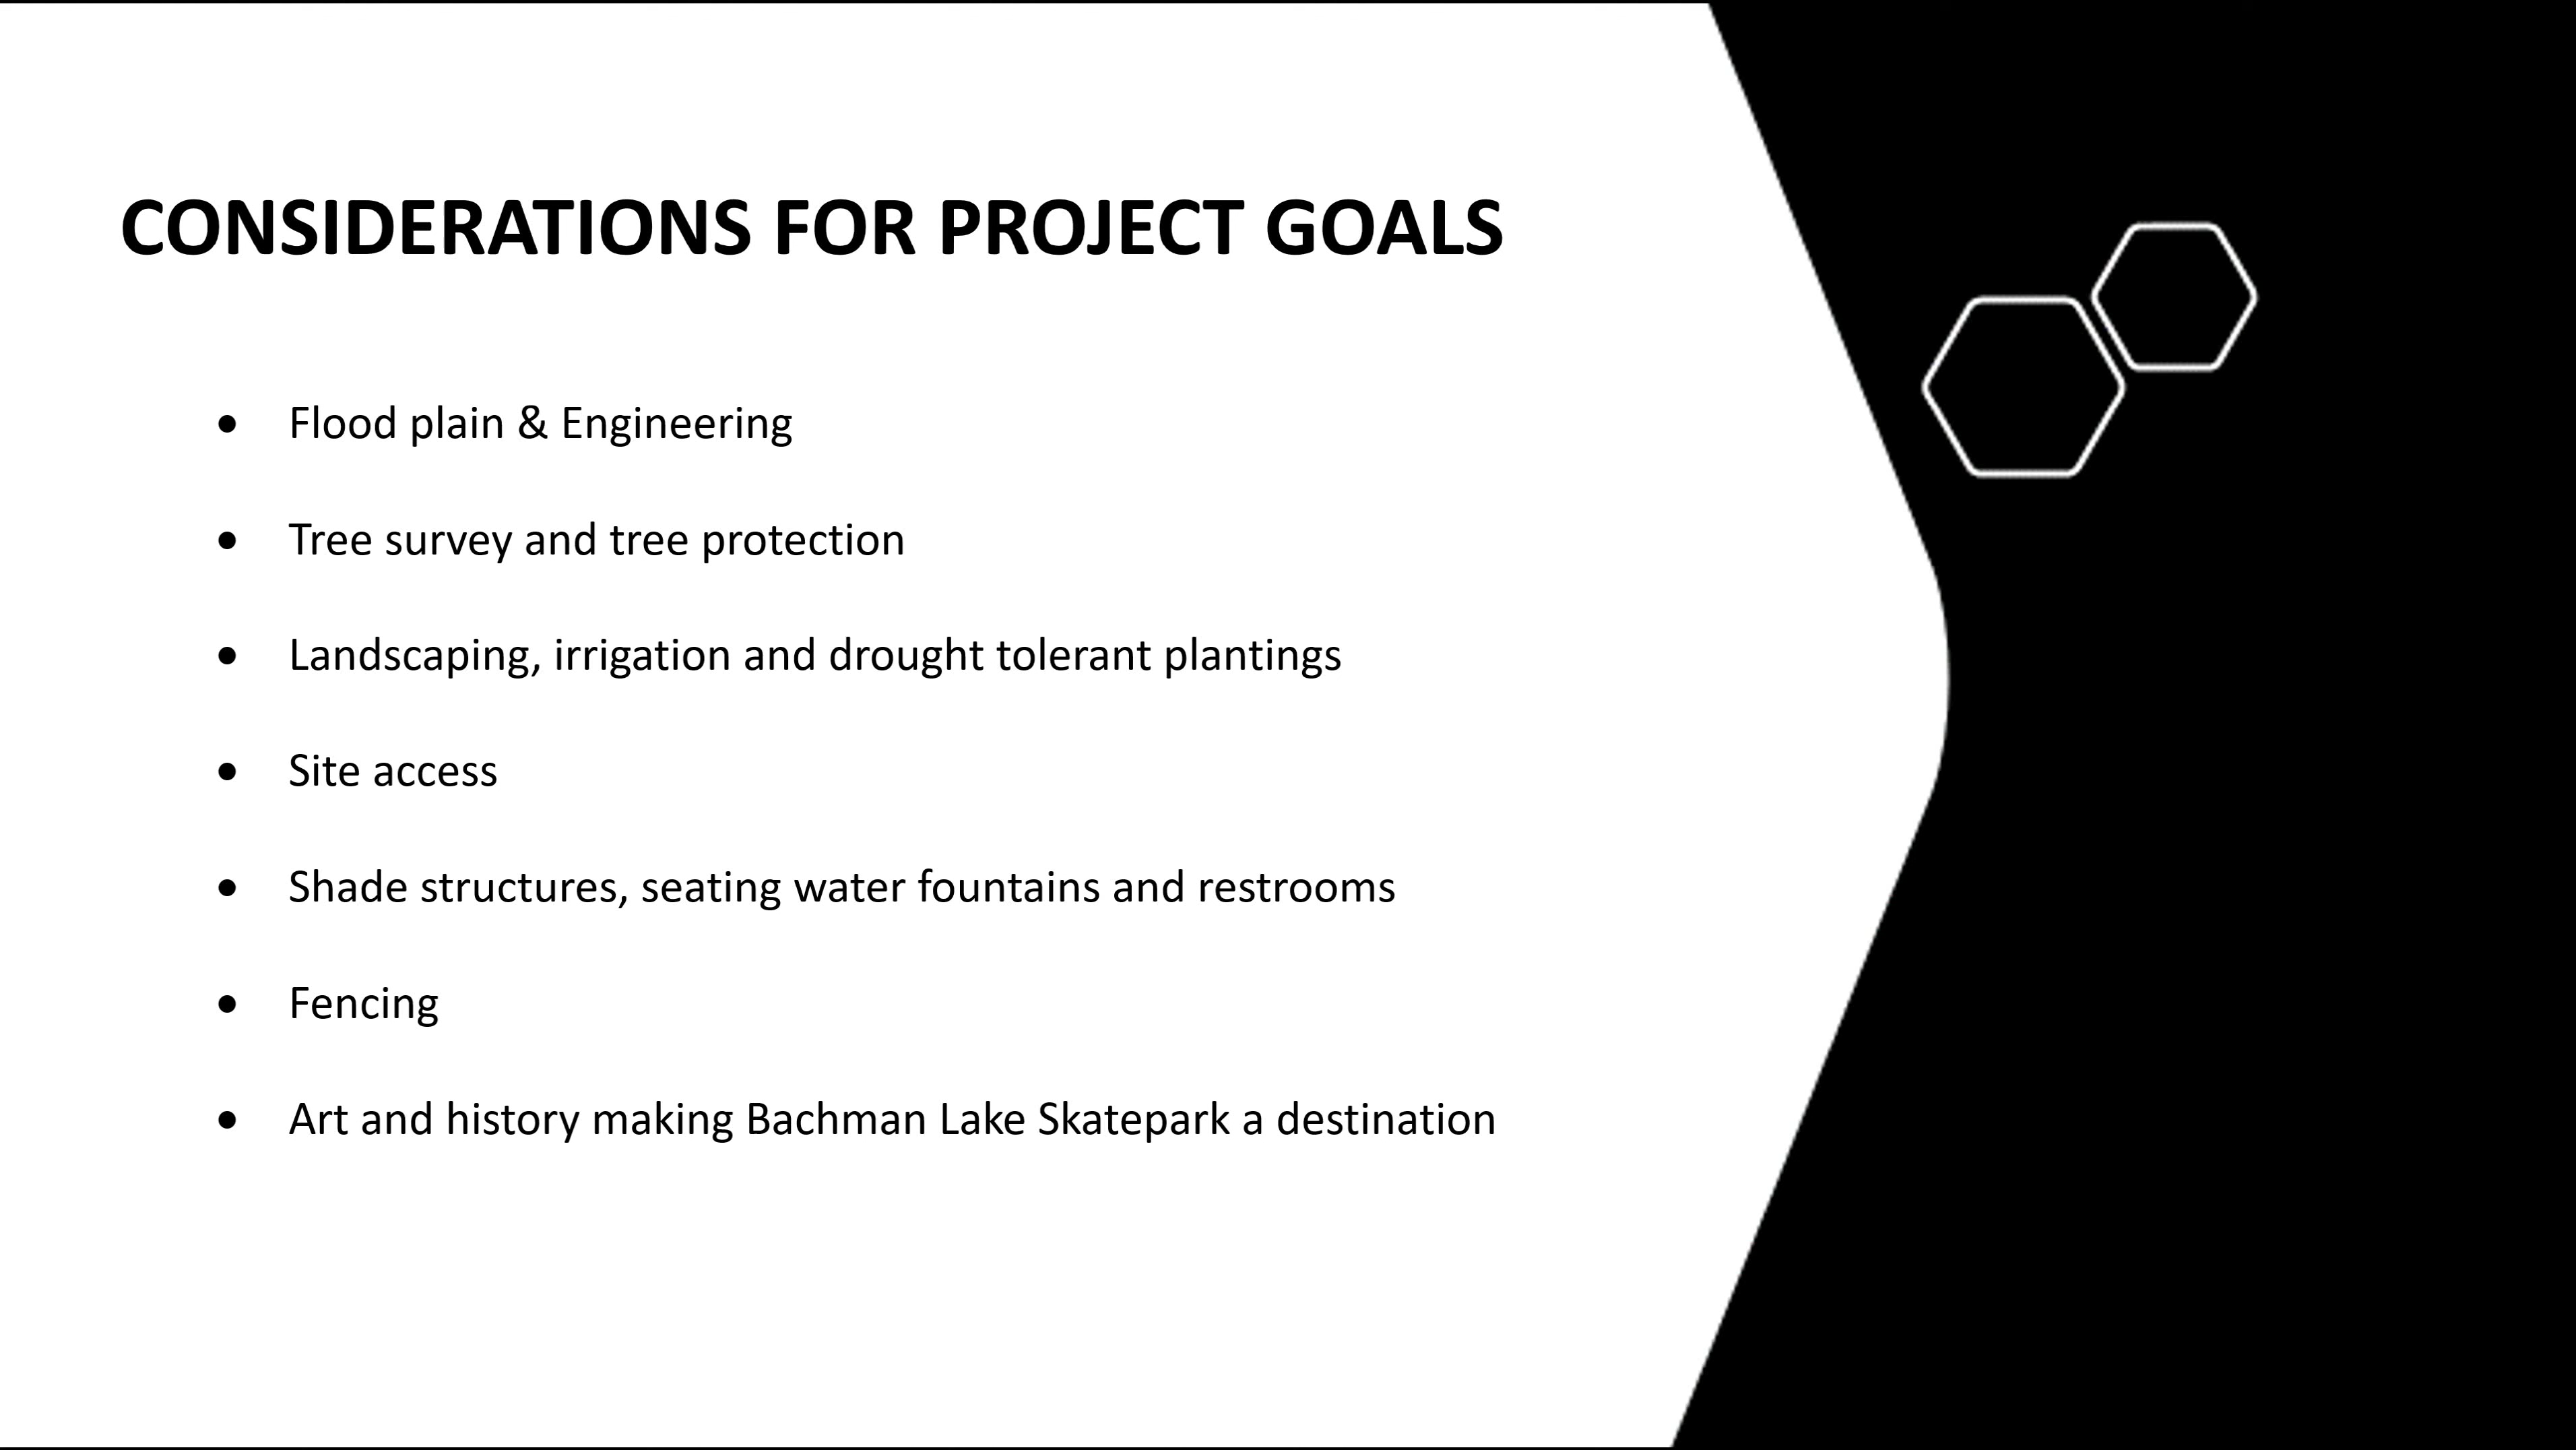 CONSIDERATIONS FOR PROJECT GOALS
• Flood plain & Engineering
• Tree survey and tree protection
• Landscaping, irrigation and drought tolerant plantings
• Site access
• Shade structures, seating water fountains and restrooms
• Fencing
• Art and history making Bachman Lake Skatepark a destination